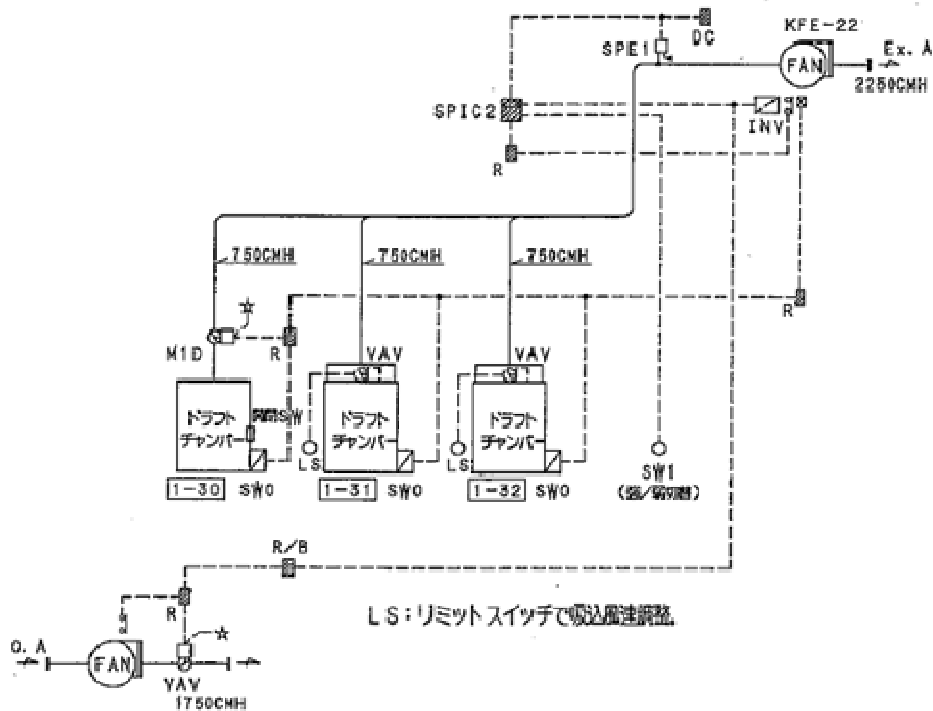 KFE-22
DC
SPE1
FAN
Ex. A
2250CMH
SPIC2
INV
R
750CMH
750CMH
750CMH
☆
R
M1D
R
VAV
VAV
ドラフト
チャンバー
SW
ドラフト
チャンバー
ドラフト
チャンバー
LS
LS
SW1
1-30 SWO
1-31 SWO
1-32 SWO
R/B
R
LS:リミットスイッチで吸込風速調整
☆
O. A
FAN
VAV
1750CMH